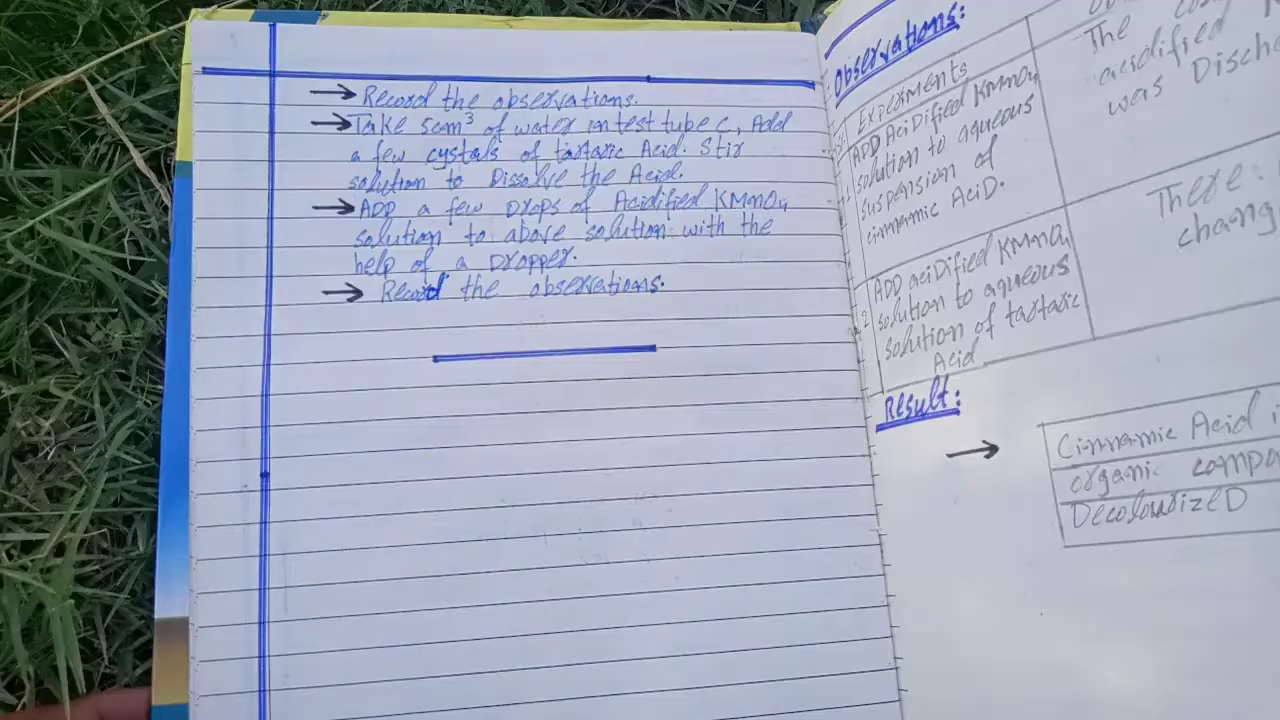 → Record the observations.
→ Take 5cm³ of water in test tube C, Add
a few cystals of tartaric Acid. Stir
solution to Dissolve the Acid.
→ ADD a few Drops of Acidified KMnO₄
solution to above solution with the
help of a Dropper.
→ Record the observations.
Observations:
Experiments
The
acidified
was Disch
1 ADD Acidified KMnO₄
solution to aqueous
suspension of
cinnamic AciD.
There
chang
2 ADD acidified KMnO₄
solution to aqueous
solution of tartaric
Acid
Result:
→ Cinnamic Acid i
organic compo
DecolourizeD